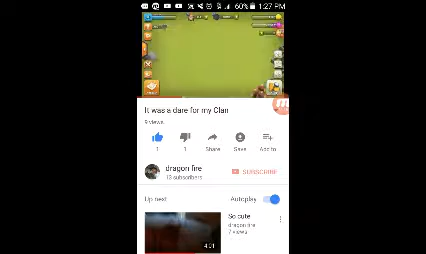 60% 1:27 PM
It was a dare for my Clan
9 views
1
1
Share
Save
Add to
dragon fire
SUBSCRIBE
13 subscribers
Up next
Autoplay
So cute
dragon fire
7 views
4:01